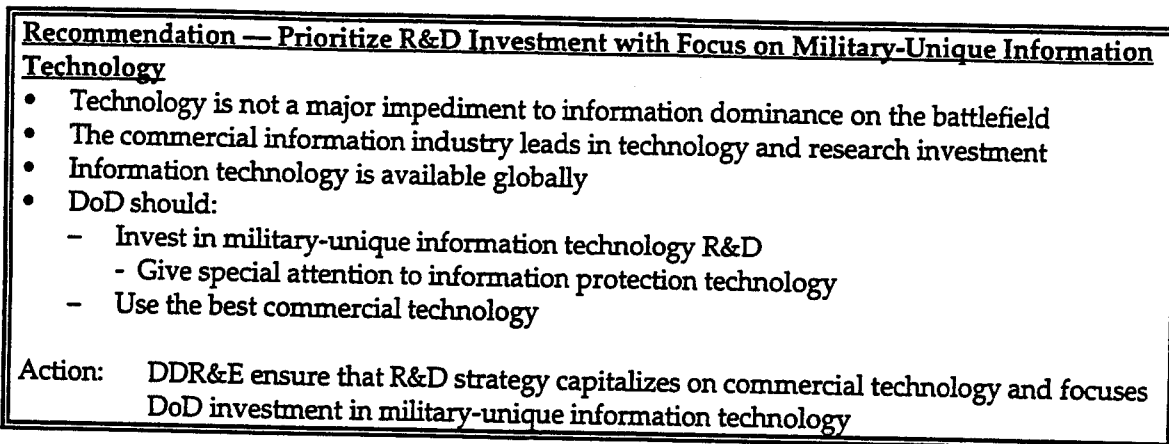 Recommendation — Prioritize R&D Investment with Focus on Military-Unique Information
Technology
• Technology is not a major impediment to information dominance on the battlefield
• The commercial information industry leads in technology and research investment
• Information technology is available globally
• DoD should:
– Invest in military-unique information technology R&D
- Give special attention to information protection technology
– Use the best commercial technology
Action: DDR&E ensure that R&D strategy capitalizes on commercial technology and focuses
DoD investment in military-unique information technology